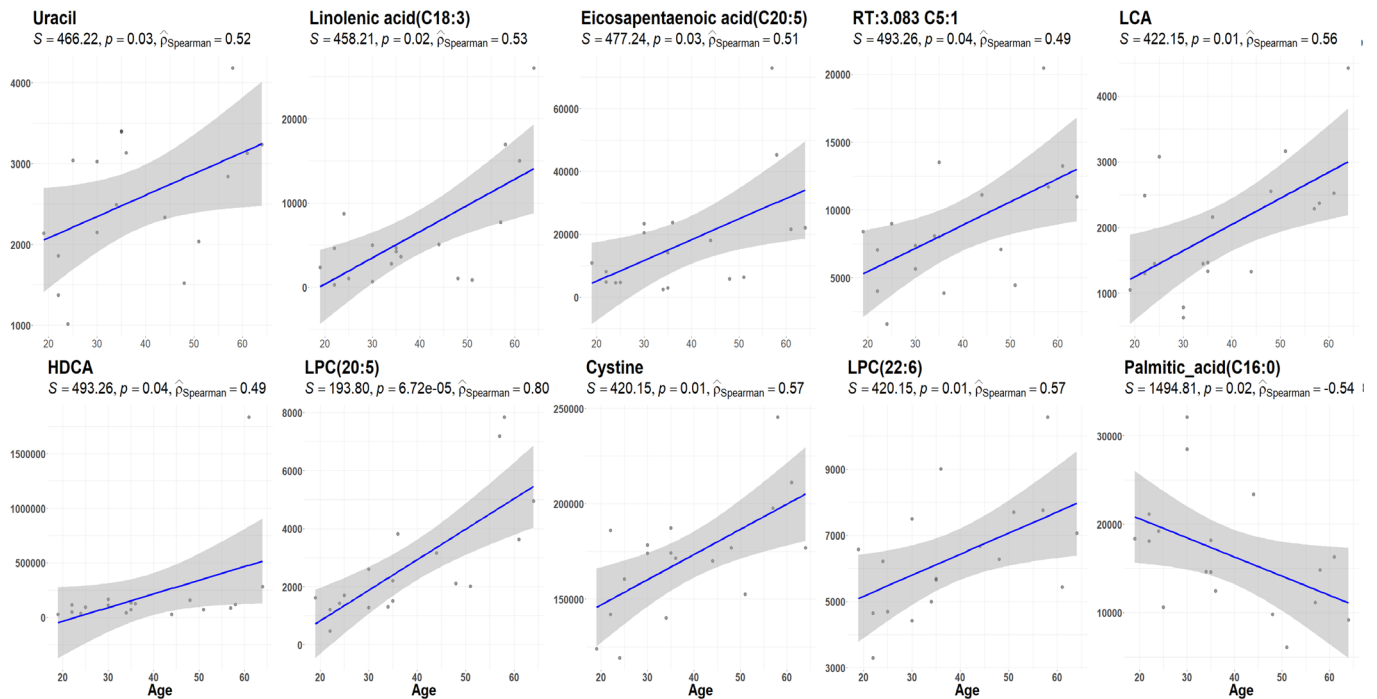 Uracil
S = 466.22, p = 0.03, ρ̂Spearman = 0.52
4000
3000
2000
1000
20 30 40 50 60
Linolenic acid(C18:3)
S = 458.21, p = 0.02, ρ̂Spearman = 0.53
20000
10000
0
20 30 40 50 60
Eicosapentaenoic acid(C20:5)
S = 477.24, p = 0.03, ρ̂Spearman = 0.51
60000
40000
20000
0
20 30 40 50 60
RT:3.083 C5:1
S = 493.26, p = 0.04, ρ̂Spearman = 0.49
20000
15000
10000
5000
20 30 40 50 60
LCA
S = 422.15, p = 0.01, ρ̂Spearman = 0.56
4000
3000
2000
1000
20 30 40 50 60
HDCA
S = 493.26, p = 0.04, ρ̂Spearman = 0.49
1500000
1000000
500000
0
20 30 40 50 60
Age
LPC(20:5)
S = 193.80, p = 6.72e-05, ρ̂Spearman = 0.80
8000
6000
4000
2000
0
20 30 40 50 60
Age
Cystine
S = 420.15, p = 0.01, ρ̂Spearman = 0.57
250000
200000
150000
20 30 40 50 60
Age
LPC(22:6)
S = 420.15, p = 0.01, ρ̂Spearman = 0.57
9000
7000
5000
3000
20 30 40 50 60
Age
Palmitic_acid(C16:0)
S = 1494.81, p = 0.02, ρ̂Spearman = -0.54
30000
20000
10000
20 30 40 50 60
Age